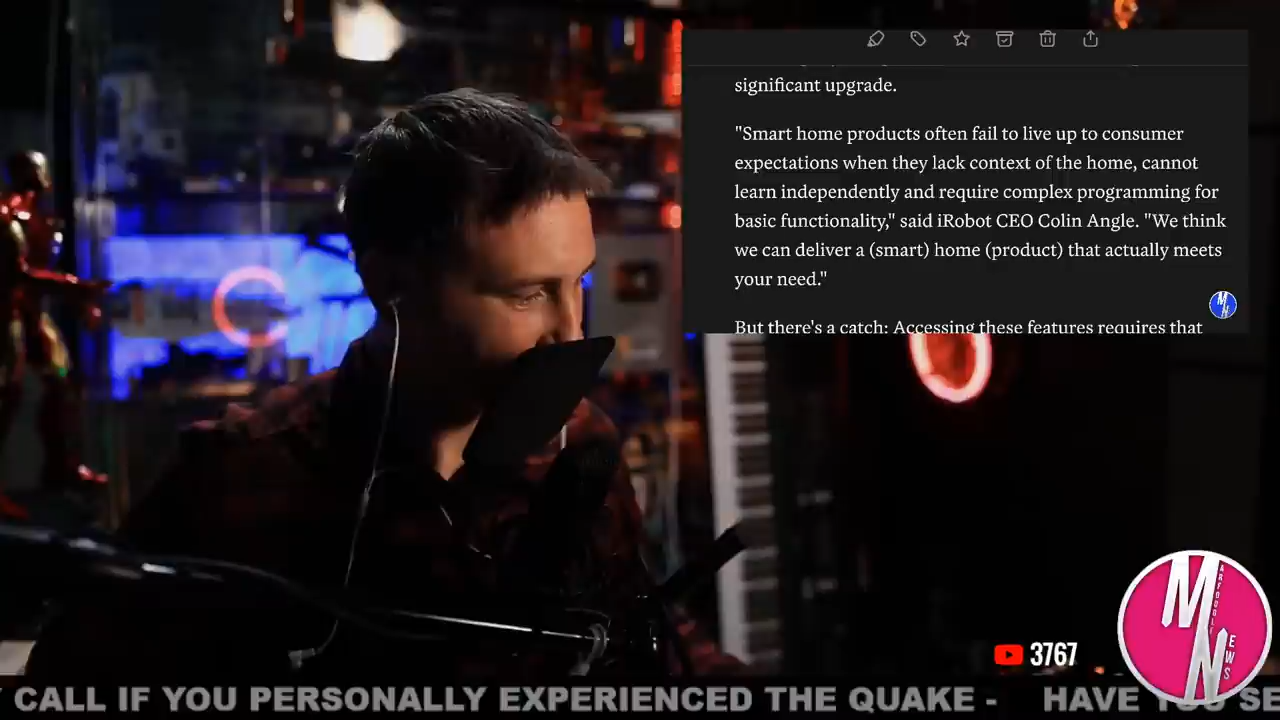 significant upgrade.
"Smart home products often fail to live up to consumer
expectations when they lack context of the home, cannot
learn independently and require complex programming for
basic functionality," said iRobot CEO Colin Angle. "We think
we can deliver a (smart) home (product) that actually meets
your need."
But there's a catch: Accessing these features requires that
MN
3767
MN
NEWS
CALL IF YOU PERSONALLY EXPERIENCED THE QUAKE - HAVE YOU SE